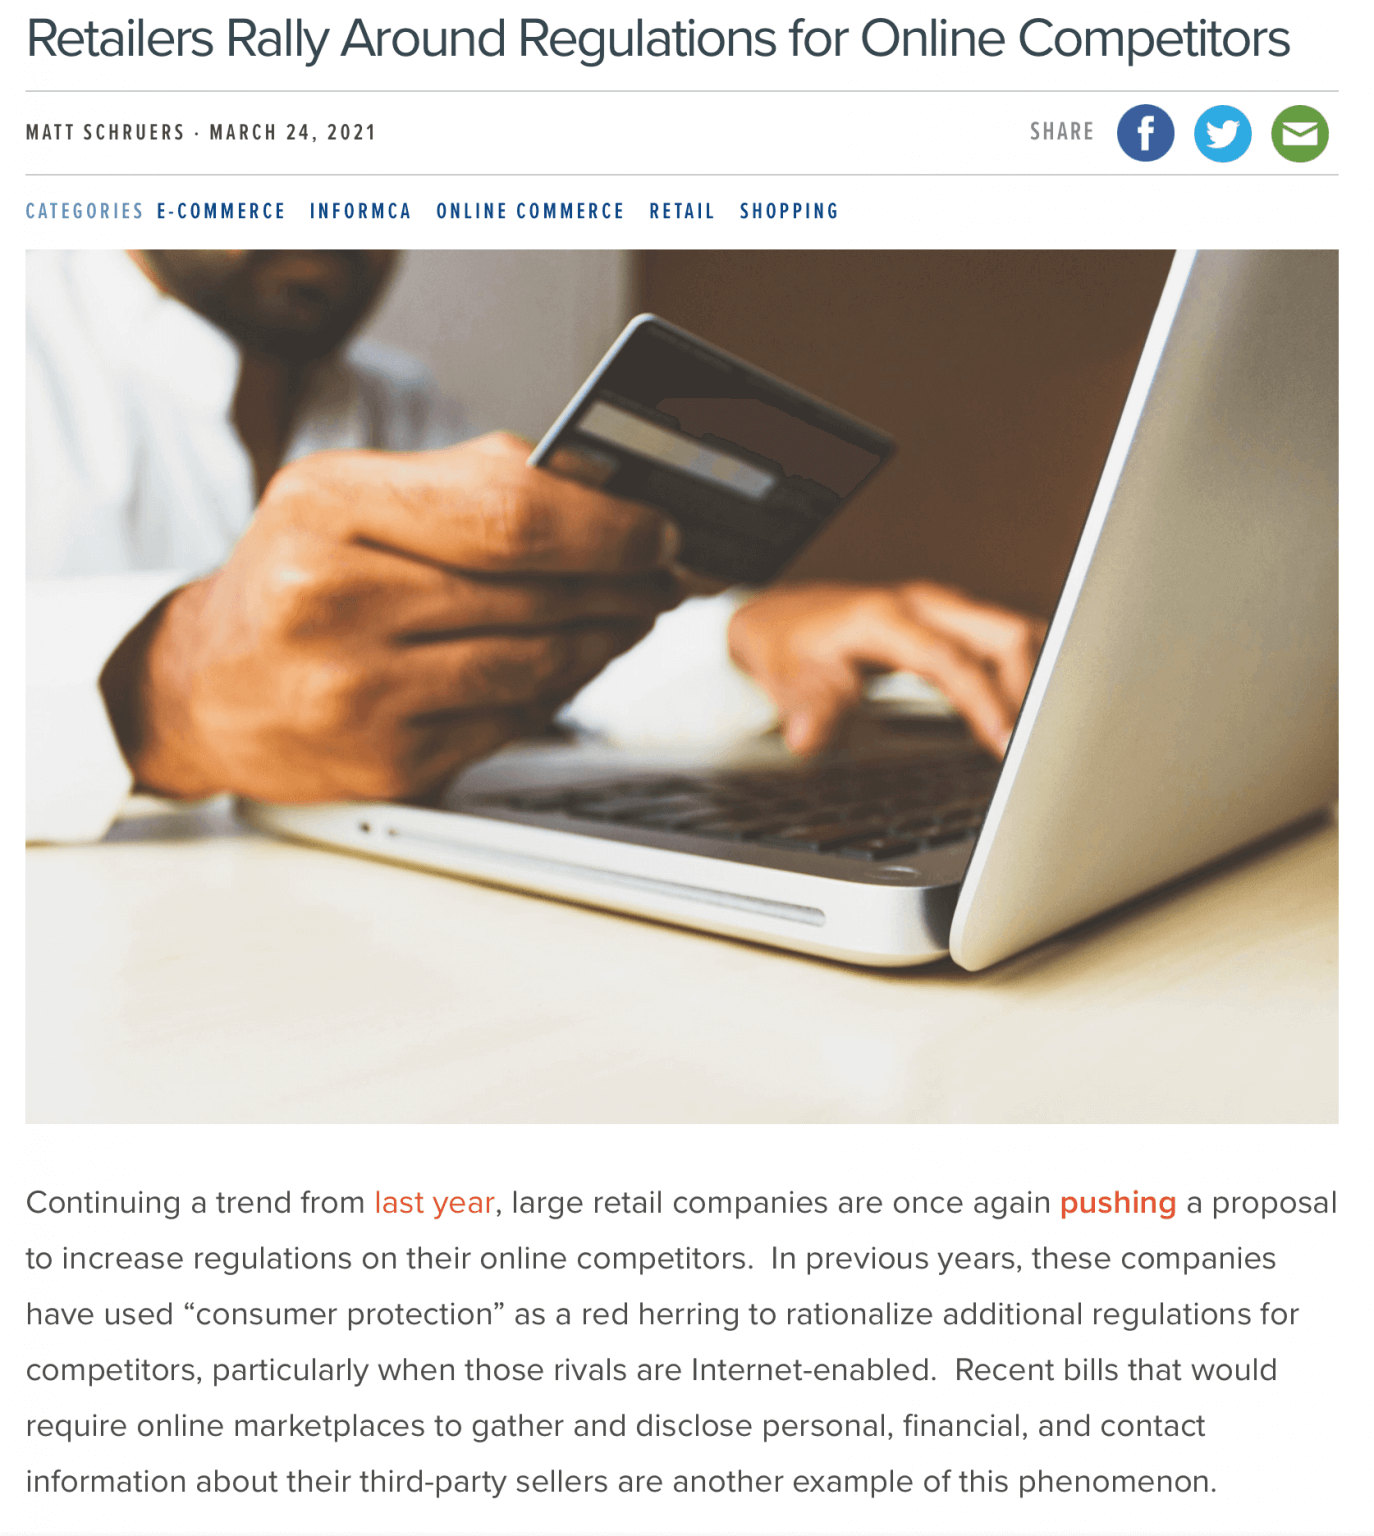 Retailers Rally Around Regulations for Online Competitors
MATT SCHRUERS · MARCH 24, 2021
SHARE
CATEGORIES E-COMMERCE INFORMCA ONLINE COMMERCE RETAIL SHOPPING
Continuing a trend from last year, large retail companies are once again pushing a proposal
to increase regulations on their online competitors.  In previous years, these companies
have used “consumer protection” as a red herring to rationalize additional regulations for
competitors, particularly when those rivals are Internet-enabled.  Recent bills that would
require online marketplaces to gather and disclose personal, financial, and contact
information about their third-party sellers are another example of this phenomenon.